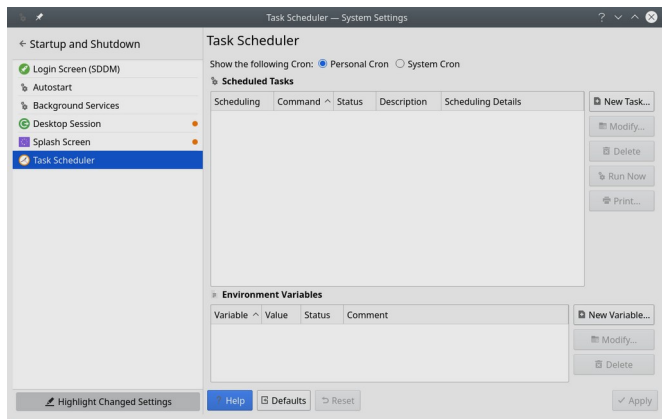 Task Scheduler — System Settings
← Startup and Shutdown
Login Screen (SDDM)
Autostart
Background Services
Desktop Session
Splash Screen
Task Scheduler
Highlight Changed Settings
Task Scheduler
Show the following Cron: Personal Cron System Cron
Scheduled Tasks
Scheduling Command Status Description Scheduling Details
New Task...
Modify...
Delete
Run Now
Print...
Environment Variables
Variable Value Status Comment
New Variable...
Modify...
Delete
Help Defaults Reset Apply